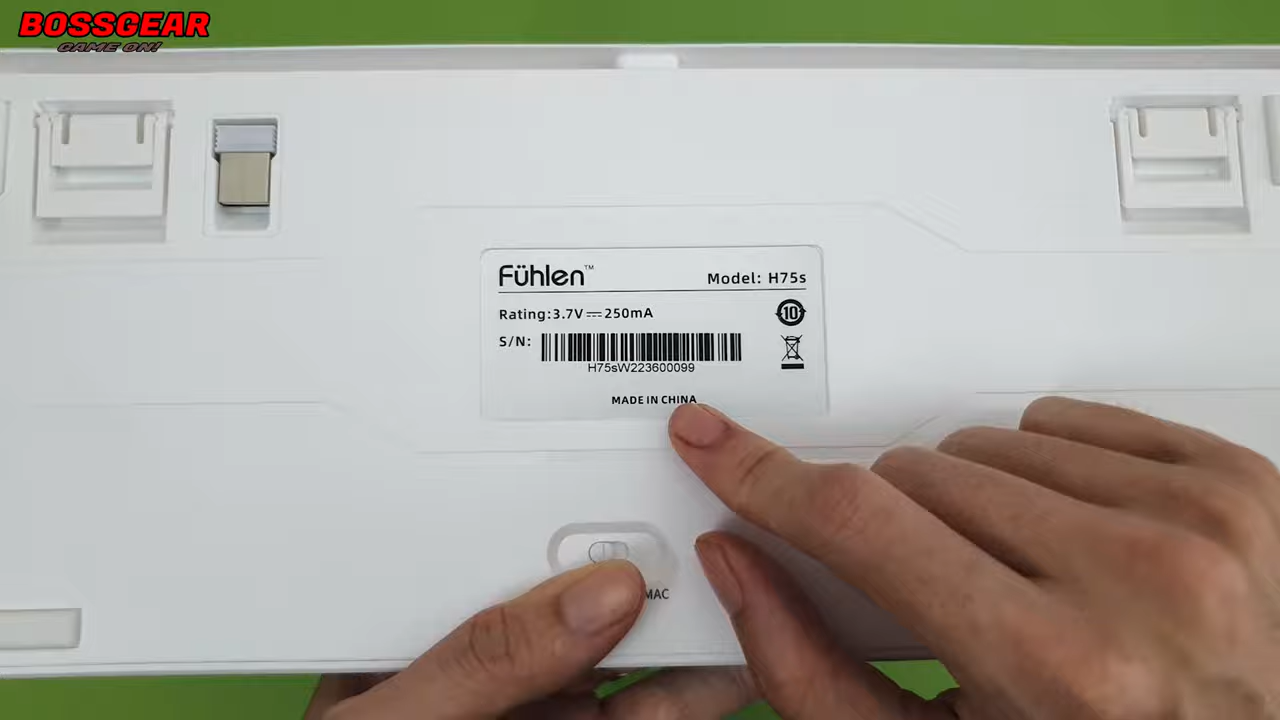 BOSSGEAR
GAME ON!
Fühlen™
Model: H75s
Rating:3.7V⎓250mA
10
S/N:
H75sW223600099
MADE IN CHINA
MAC